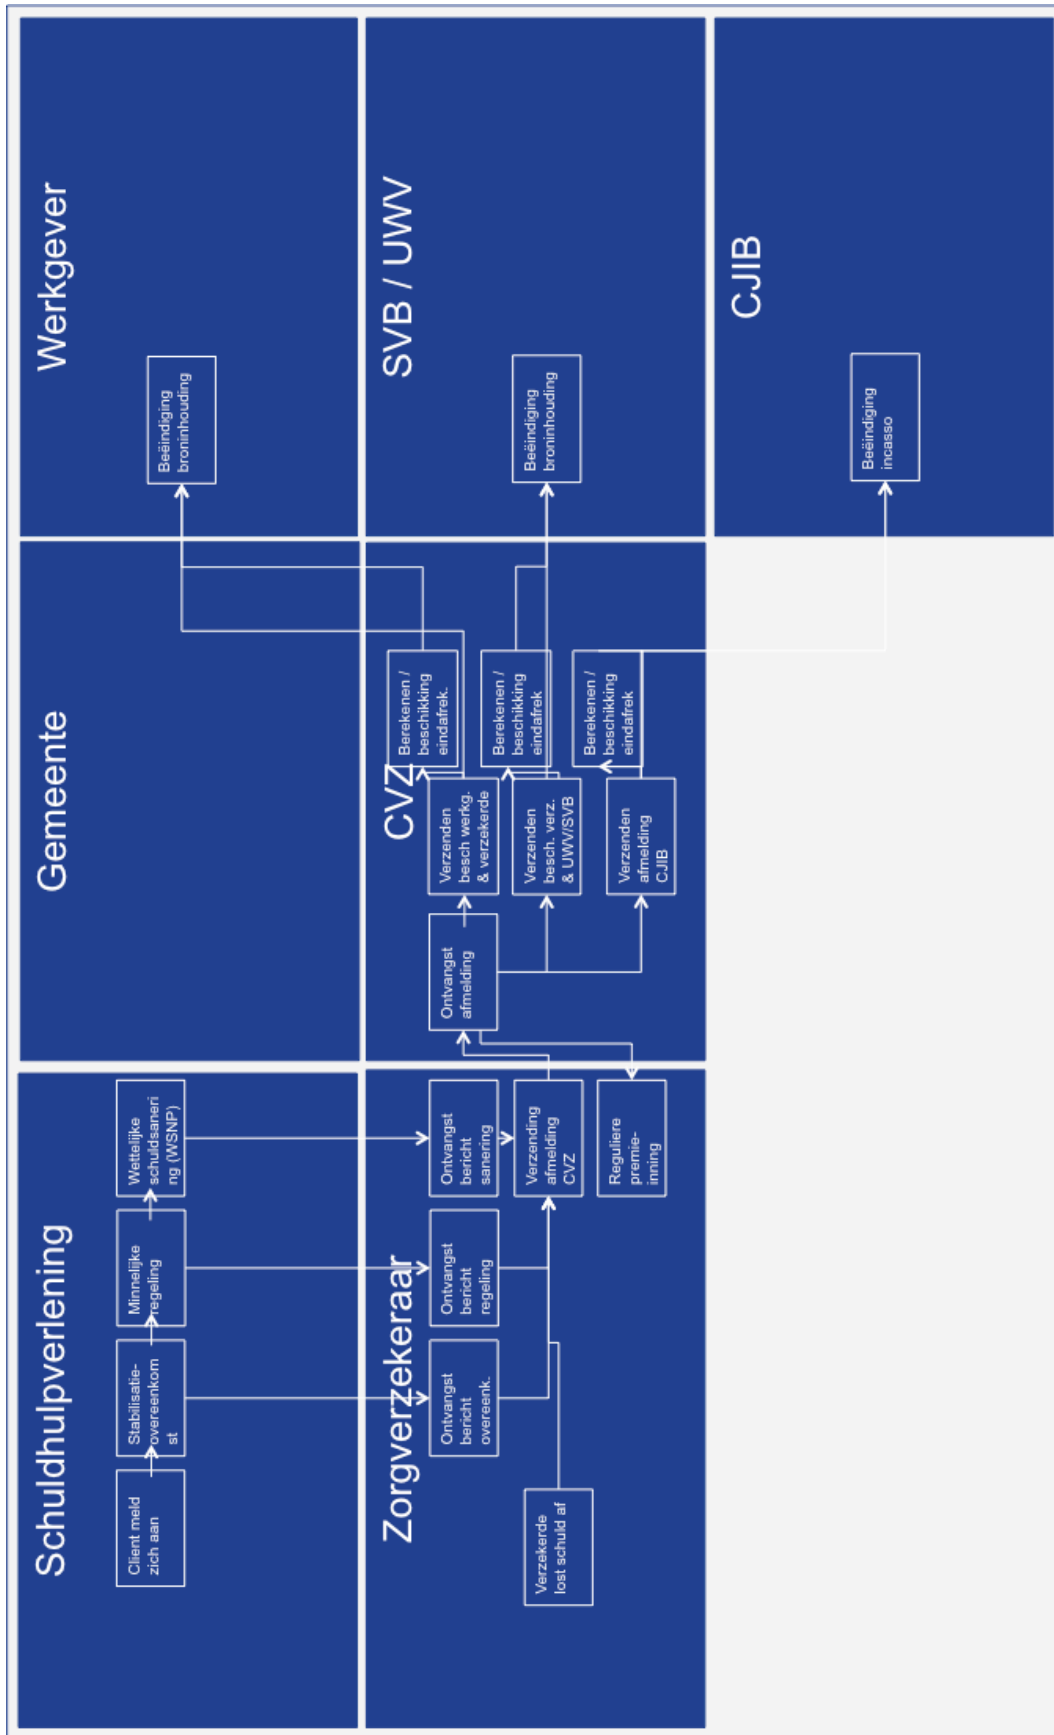 Schuldhulpverlening
Client meld
zich aan
Stabilisatie-
overeenkom
st
Minnelijke
regeling
Wettelijke
schuldsaneri
ng (WSNP)
Gemeente
Werkgever
Beëindiging
broninhouding
Zorgverzekeraar
Verzekerde
lost schuld af
Ontvangst
bericht
overeenk.
Ontvangst
bericht
regeling
Ontvangst
bericht
sanering
Verzending
afmelding
CVZ
Reguliere
premie-
inning
CVZ
Ontvangst
afmelding
Verzenden
besch werkg.
& verzekerde
Verzenden
besch. verz.
& UWV/SVB
Verzenden
afmelding
CJIB
Berekenen /
beschikking
eindafrek.
Berekenen /
beschikking
eindafrek
Berekenen /
beschikking
eindafrek
SVB / UWV
Beëindiging
broninhouding
CJIB
Beëindiging
incasso